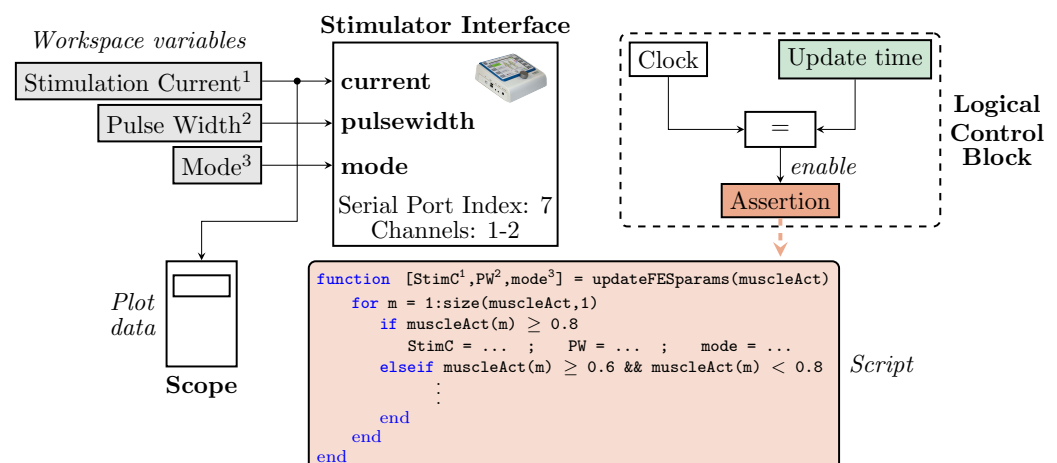 Stimulator Interface
Workspace variables
Stimulation Current¹
Pulse Width²
Mode³
current
pulsewidth
mode
Serial Port Index: 7
Channels: 1-2
Clock
Update time
=
enable
Assertion
Logical
Control
Block
Plot
data
Scope
function [StimC¹,PW²,mode³] = updateFESparams(muscleAct)
for m = 1:size(muscleAct,1)
if muscleAct(m) ≥ 0.8
StimC = ... ; PW = ... ; mode = ...
elseif muscleAct(m) ≥ 0.6 && muscleAct(m) < 0.8
⋮
end
end
end
Script